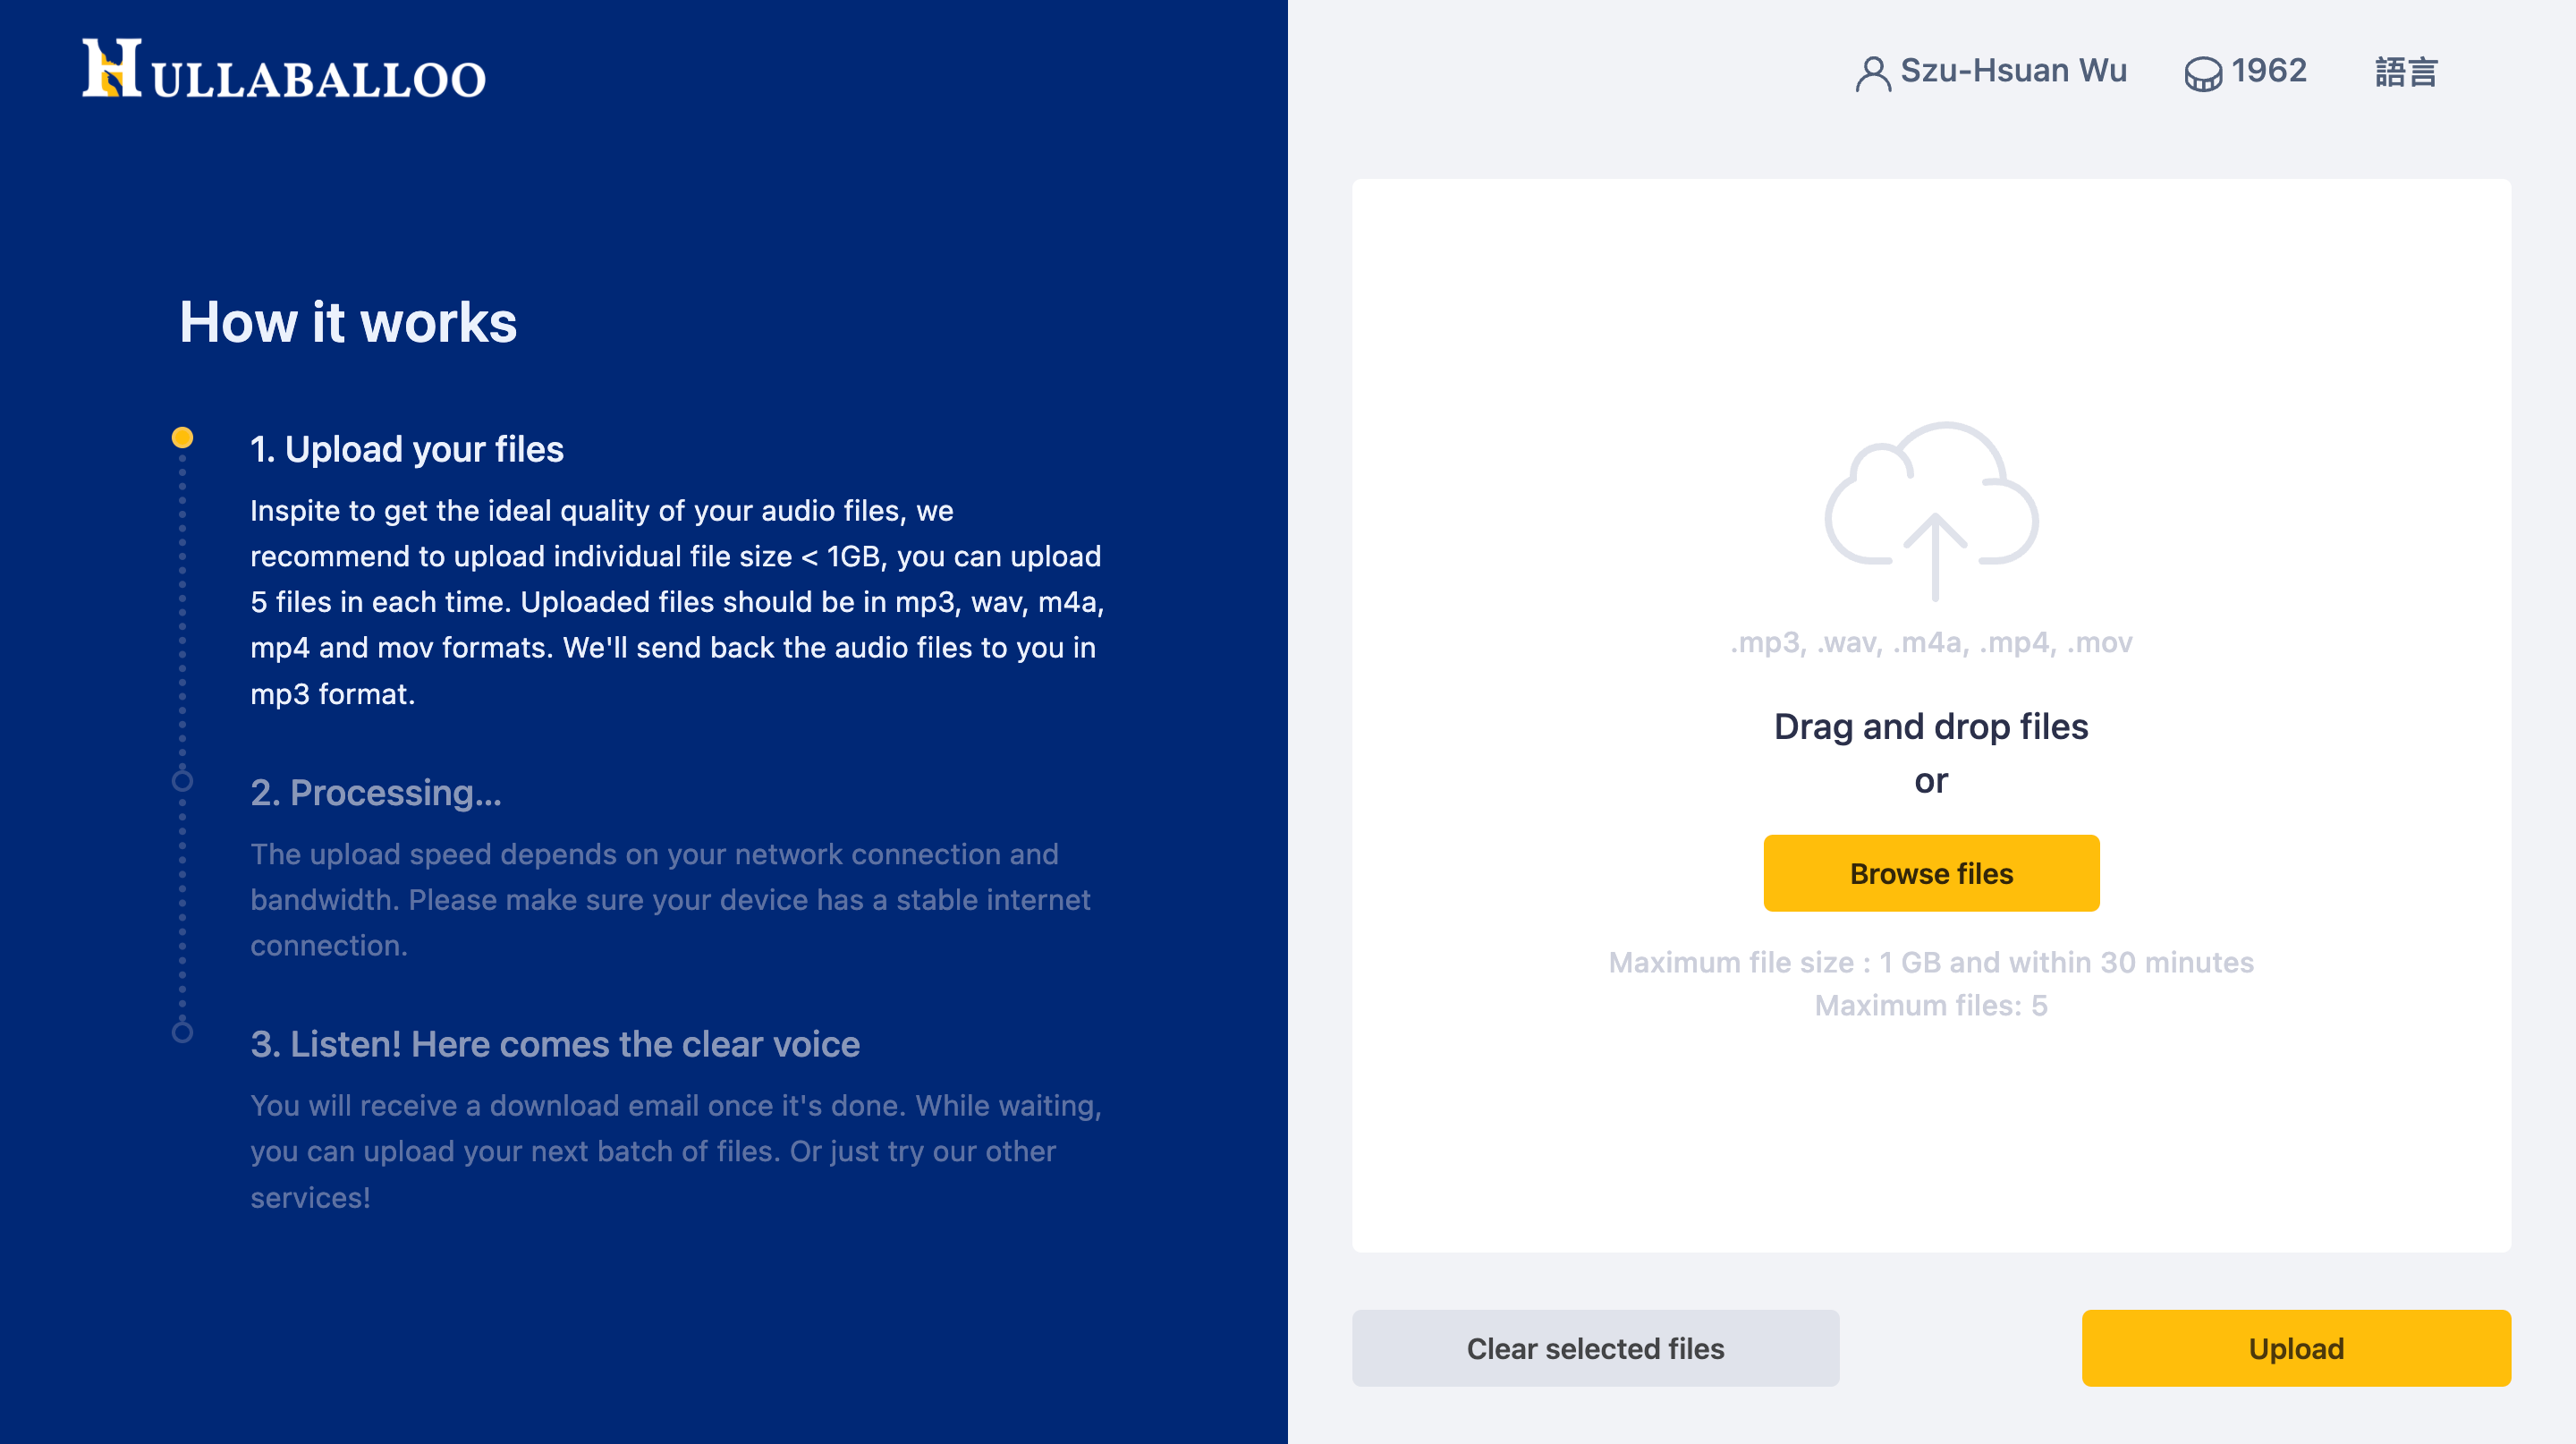 HULLABALLOO
Szu-Hsuan Wu
1962
語言
How it works
1. Upload your files
Inspite to get the ideal quality of your audio files, we
recommend to upload individual file size < 1GB, you can upload
5 files in each time. Uploaded files should be in mp3, wav, m4a,
mp4 and mov formats. We'll send back the audio files to you in
mp3 format.
2. Processing...
The upload speed depends on your network connection and
bandwidth. Please make sure your device has a stable internet
connection.
3. Listen! Here comes the clear voice
You will receive a download email once it's done. While waiting,
you can upload your next batch of files. Or just try our other
services!
.mp3, .wav, .m4a, .mp4, .mov
Drag and drop files
or
Browse files
Maximum file size : 1 GB and within 30 minutes
Maximum files: 5
Clear selected files
Upload